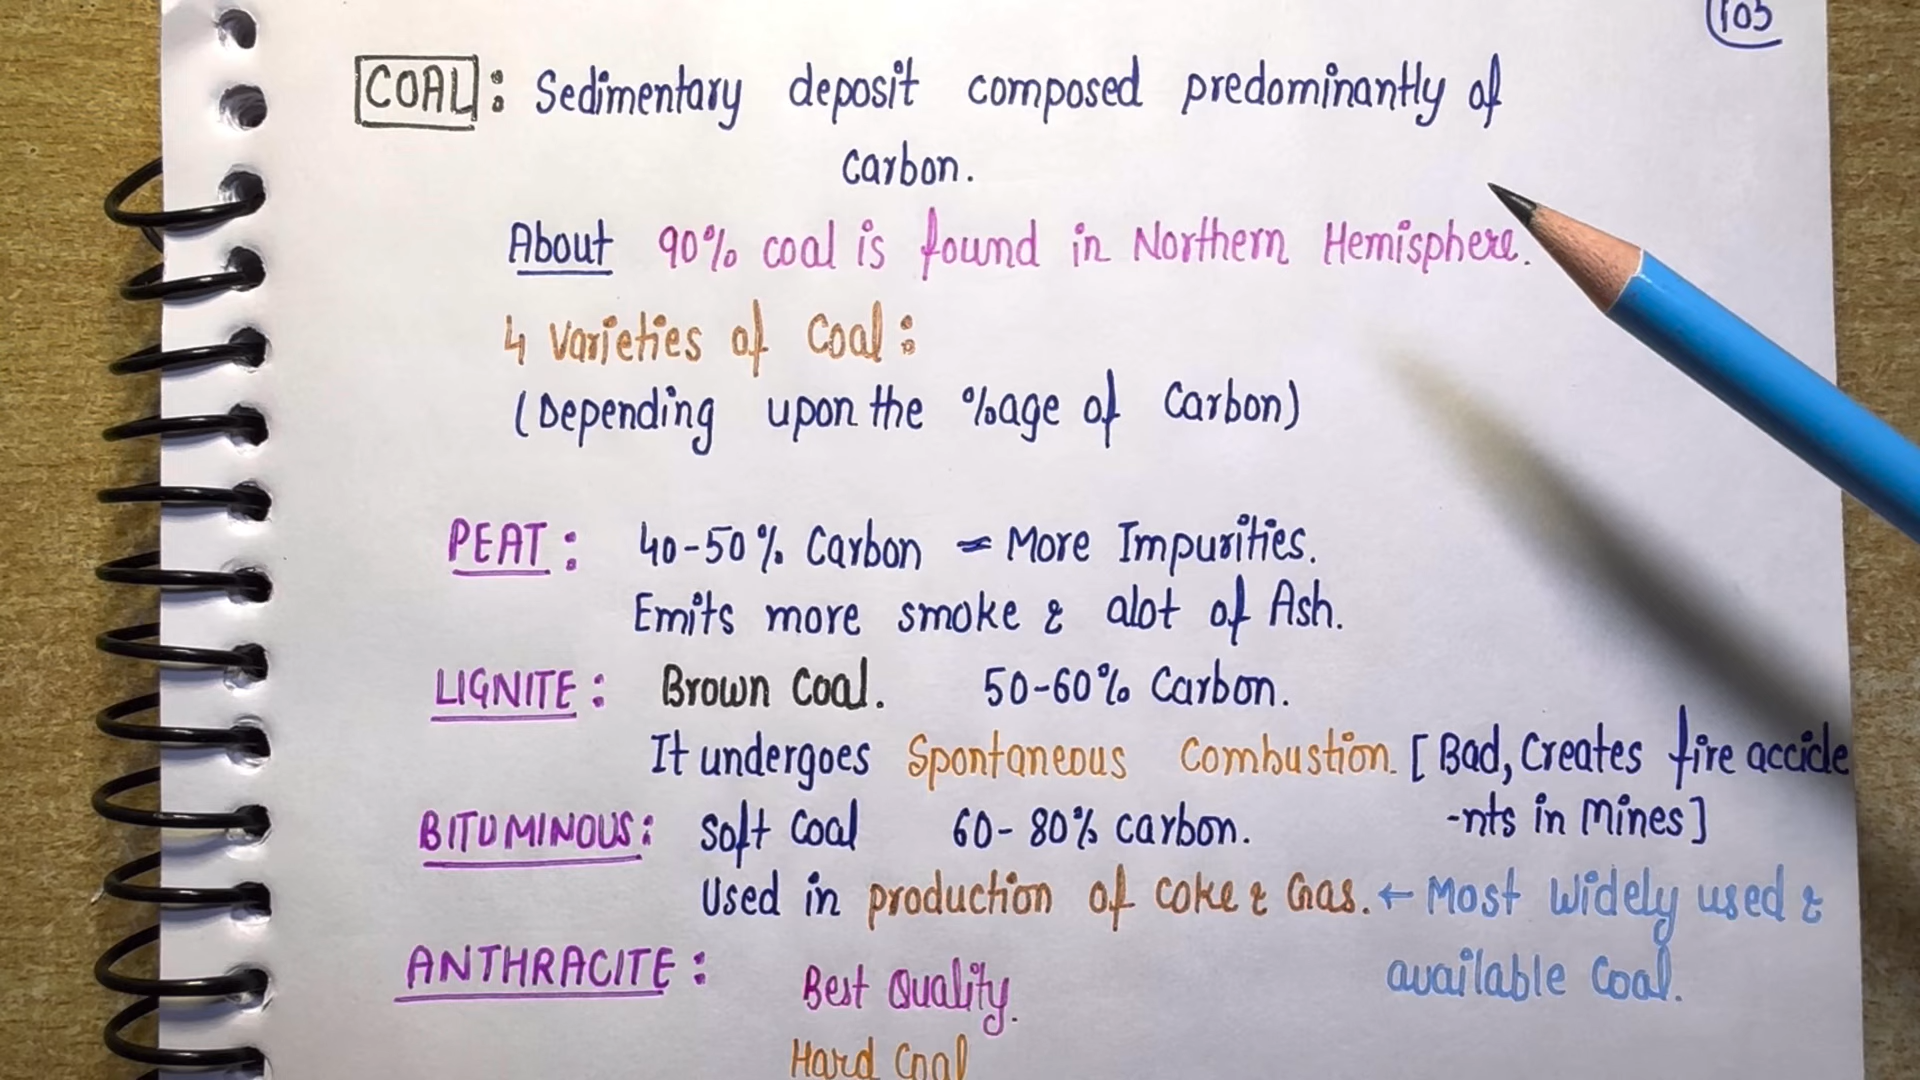 103
COAL : Sedimentary deposit composed predominantly of
carbon.
About 90% coal is found in Northern Hemisphere.
4 Varieties of Coal :
(Depending upon the %age of Carbon)
PEAT : 40-50% Carbon = More Impurities.
Emits more smoke & alot of Ash.
LIGNITE : Brown Coal. 50-60% Carbon.
It undergoes Spontaneous Combustion. [Bad, Creates fire accide
-nts in Mines]
BITUMINOUS : Soft Coal 60-80% carbon.
Used in production of coke & Gas. ← Most Widely used &
available Coal.
ANTHRACITE : Best Quality.
Hard Coal